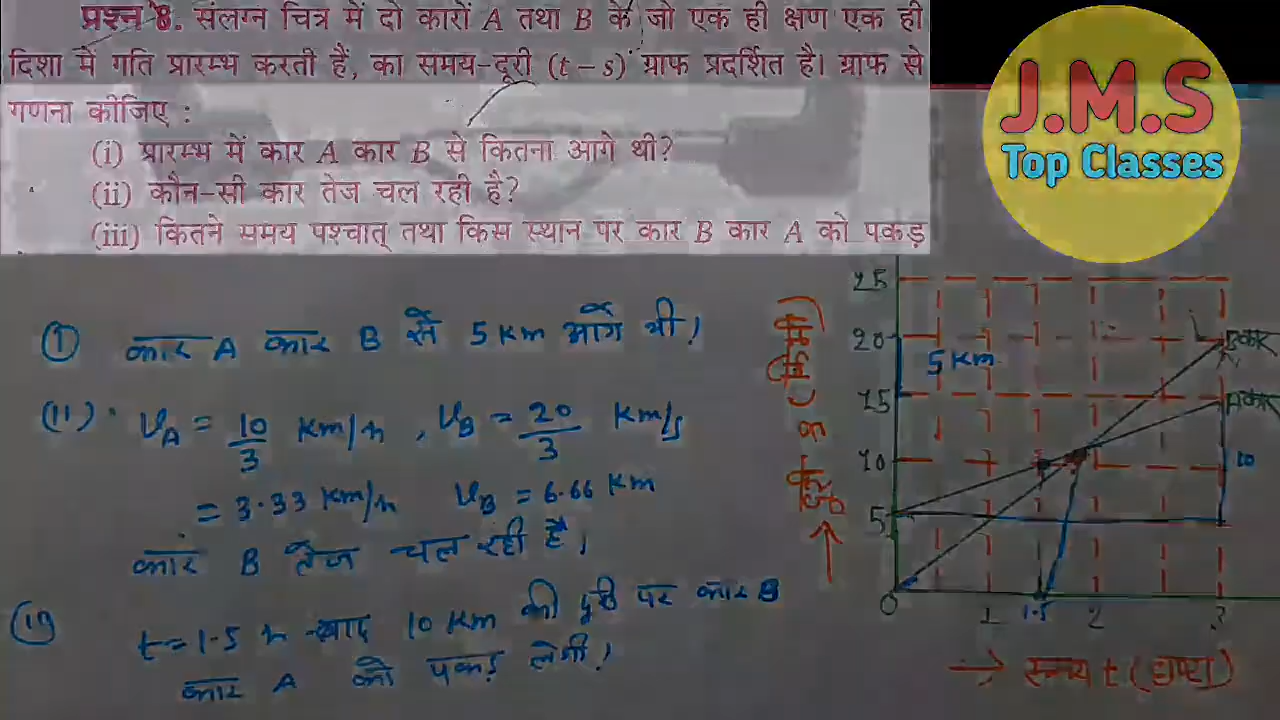 प्रश्न 8. संलग्न चित्र में दो कारों A तथा B के जो एक ही क्षण एक ही
दिशा में गति प्रारम्भ करती हैं, का समय-दूरी (t – s) ग्राफ प्रदर्शित है। ग्राफ से
गणना कीजिए :
(i) प्रारम्भ में कार A कार B से कितना आगे थी?
(ii) कौन-सी कार तेज चल रही है?
(iii) कितने समय पश्चात् तथा किस स्थान पर कार B कार A को पकड़
J.M.S
Top Classes
① कार A कार B से 5 Km आगे थी।
(11) VA = 10/3 Km/h , VB = 20/3 Km/s
= 3.33 Km/h VB = 6.66 Km
कार B तेज चल रही है।
t = 1.5 h बाद 10 Km की दूरी पर कार B
कार A को पकड़ लेगी।
25
20
15
10
5
0
5 Km
B कार
A कार
10
1
1.5
2
3
समय t (घण्टा)